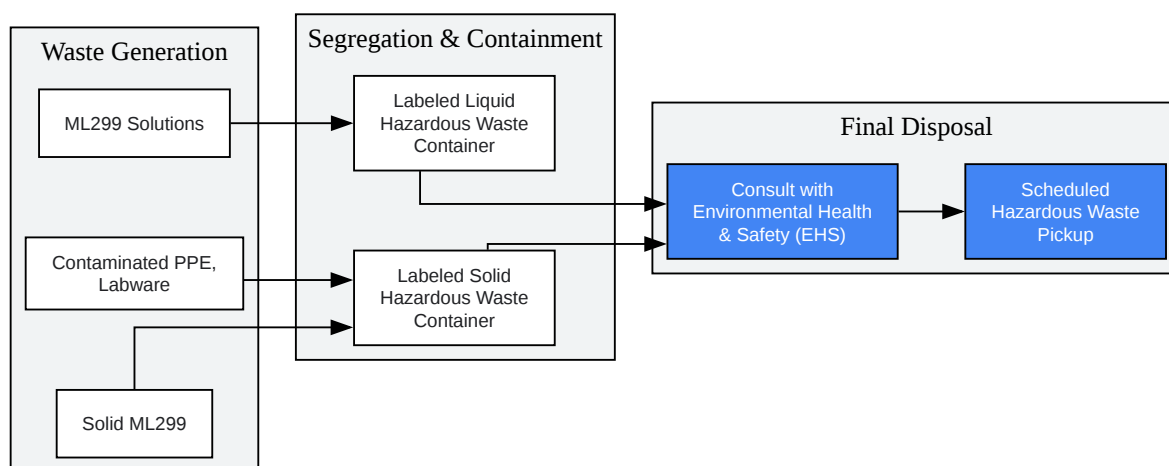 Waste Generation
ML299 Solutions
Contaminated PPE,
Labware
Solid ML299
Segregation & Containment
Labeled Liquid
Hazardous Waste
Container
Labeled Solid
Hazardous Waste
Container
Final Disposal
Consult with
Environmental Health
& Safety (EHS)
Scheduled
Hazardous Waste
Pickup